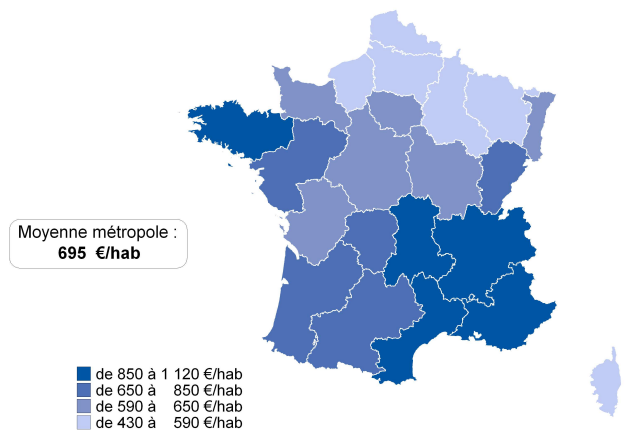 Moyenne métropole :
695 €/hab
de 850 à 1 120 €/hab
de 650 à 850 €/hab
de 590 à 650 €/hab
de 430 à 590 €/hab